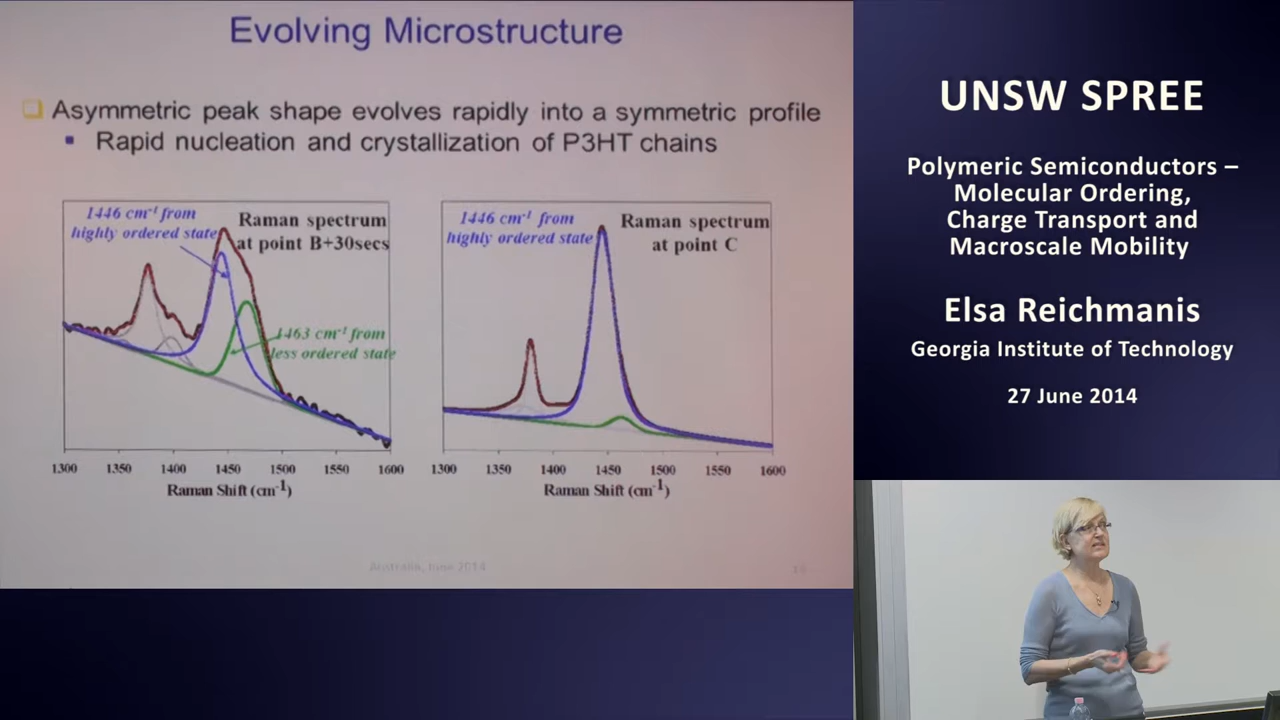 Evolving Microstructure
Asymmetric peak shape evolves rapidly into a symmetric profile
Rapid nucleation and crystallization of P3HT chains
1446 cm⁻¹ from
highly ordered state
Raman spectrum
at point B+30secs
1463 cm⁻¹ from
less ordered state
1300 1350 1400 1450 1500 1550 1600
Raman Shift (cm⁻¹)
1446 cm⁻¹ from
highly ordered state
Raman spectrum
at point C
1300 1350 1400 1450 1500 1550 1600
Raman Shift (cm⁻¹)
Australia, June 2014
UNSW SPREE
Polymeric Semiconductors –
Molecular Ordering,
Charge Transport and
Macroscale Mobility
Elsa Reichmanis
Georgia Institute of Technology
27 June 2014